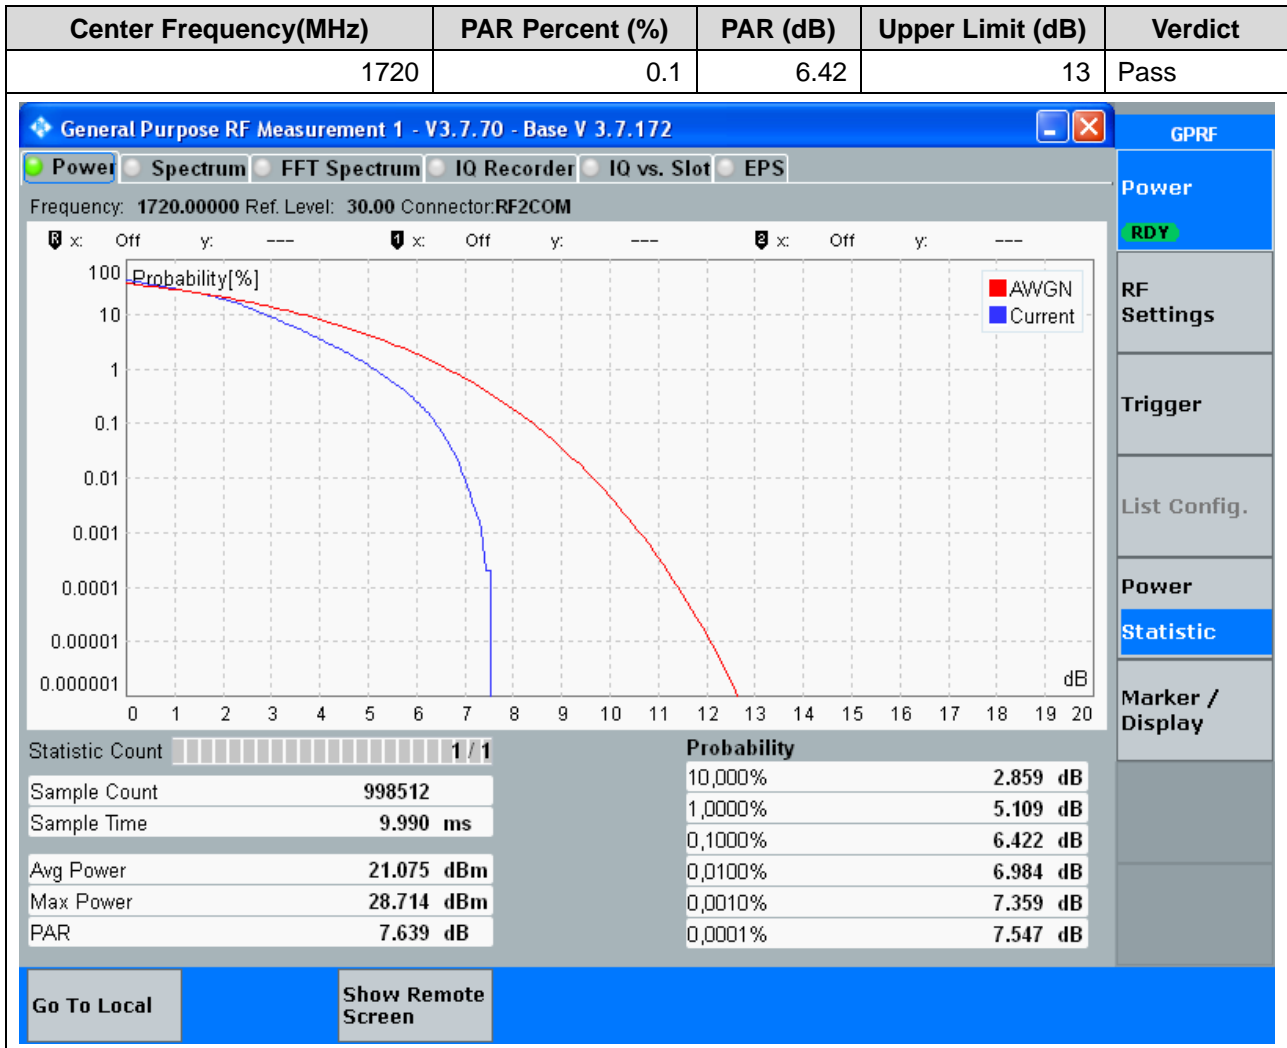 Center Frequency(MHz) PAR Percent (%) PAR (dB) Upper Limit (dB) Verdict
1720 0.1 6.42 13 Pass
General Purpose RF Measurement 1 - V3.7.70 - Base V 3.7.172
GPRF
Power Spectrum FFT Spectrum IQ Recorder IQ vs. Slot EPS
Frequency: 1720.00000 Ref. Level: 30.00 Connector:RF2COM
R x: Off y: --- 1 x: Off y: --- 2 x: Off y: ---
Probability[%]
100
10
1
0.1
0.01
0.001
0.0001
0.00001
0.000001
AWGN
Current
dB
0 1 2 3 4 5 6 7 8 9 10 11 12 13 14 15 16 17 18 19 20
Statistic Count 1 / 1
Sample Count 998512
Sample Time 9.990 ms
Avg Power 21.075 dBm
Max Power 28.714 dBm
PAR 7.639 dB
Probability
10,000% 2.859 dB
1,0000% 5.109 dB
0,1000% 6.422 dB
0,0100% 6.984 dB
0,0010% 7.359 dB
0,0001% 7.547 dB
Power
RDY
RF
Settings
Trigger
List Config.
Power
Statistic
Marker /
Display
Go To Local
Show Remote
Screen